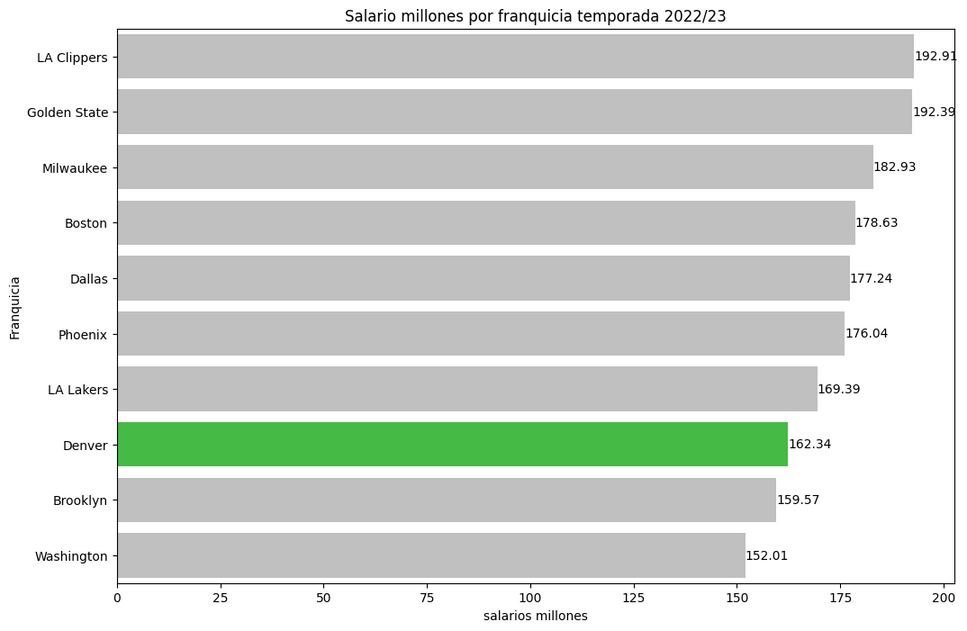 Salario millones por franquicia temporada 2022/23
LA Clippers 192.91
Golden State 192.39
Milwaukee 182.93
Boston 178.63
Dallas 177.24
Phoenix 176.04
LA Lakers 169.39
Denver 162.34
Brooklyn 159.57
Washington 152.01
Franquicia
0 25 50 75 100 125 150 175 200
salarios millones